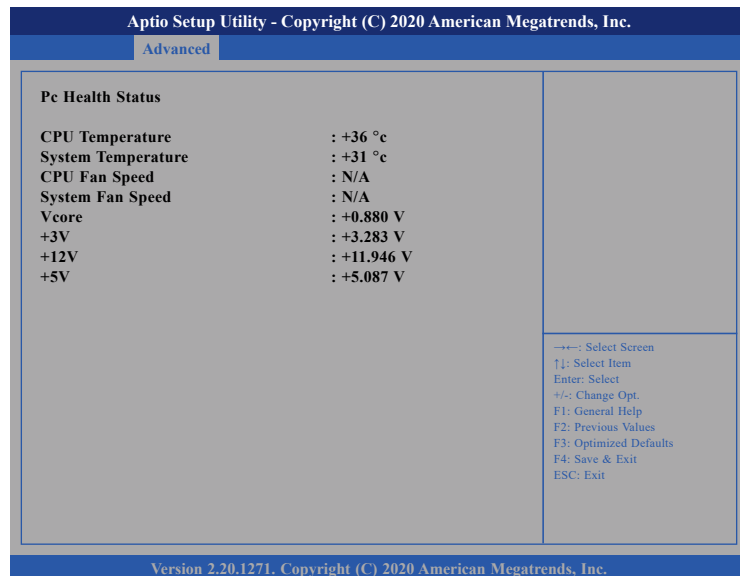 Aptio Setup Utility - Copyright (C) 2020 American Megatrends, Inc.
Advanced
Pc Health Status
CPU Temperature : +36 °c
System Temperature : +31 °c
CPU Fan Speed : N/A
System Fan Speed : N/A
Vcore : +0.880 V
+3V : +3.283 V
+12V : +11.946 V
+5V : +5.087 V
→←: Select Screen
↑↓: Select Item
Enter: Select
+/-: Change Opt.
F1: General Help
F2: Previous Values
F3: Optimized Defaults
F4: Save & Exit
ESC: Exit
Version 2.20.1271. Copyright (C) 2020 American Megatrends, Inc.